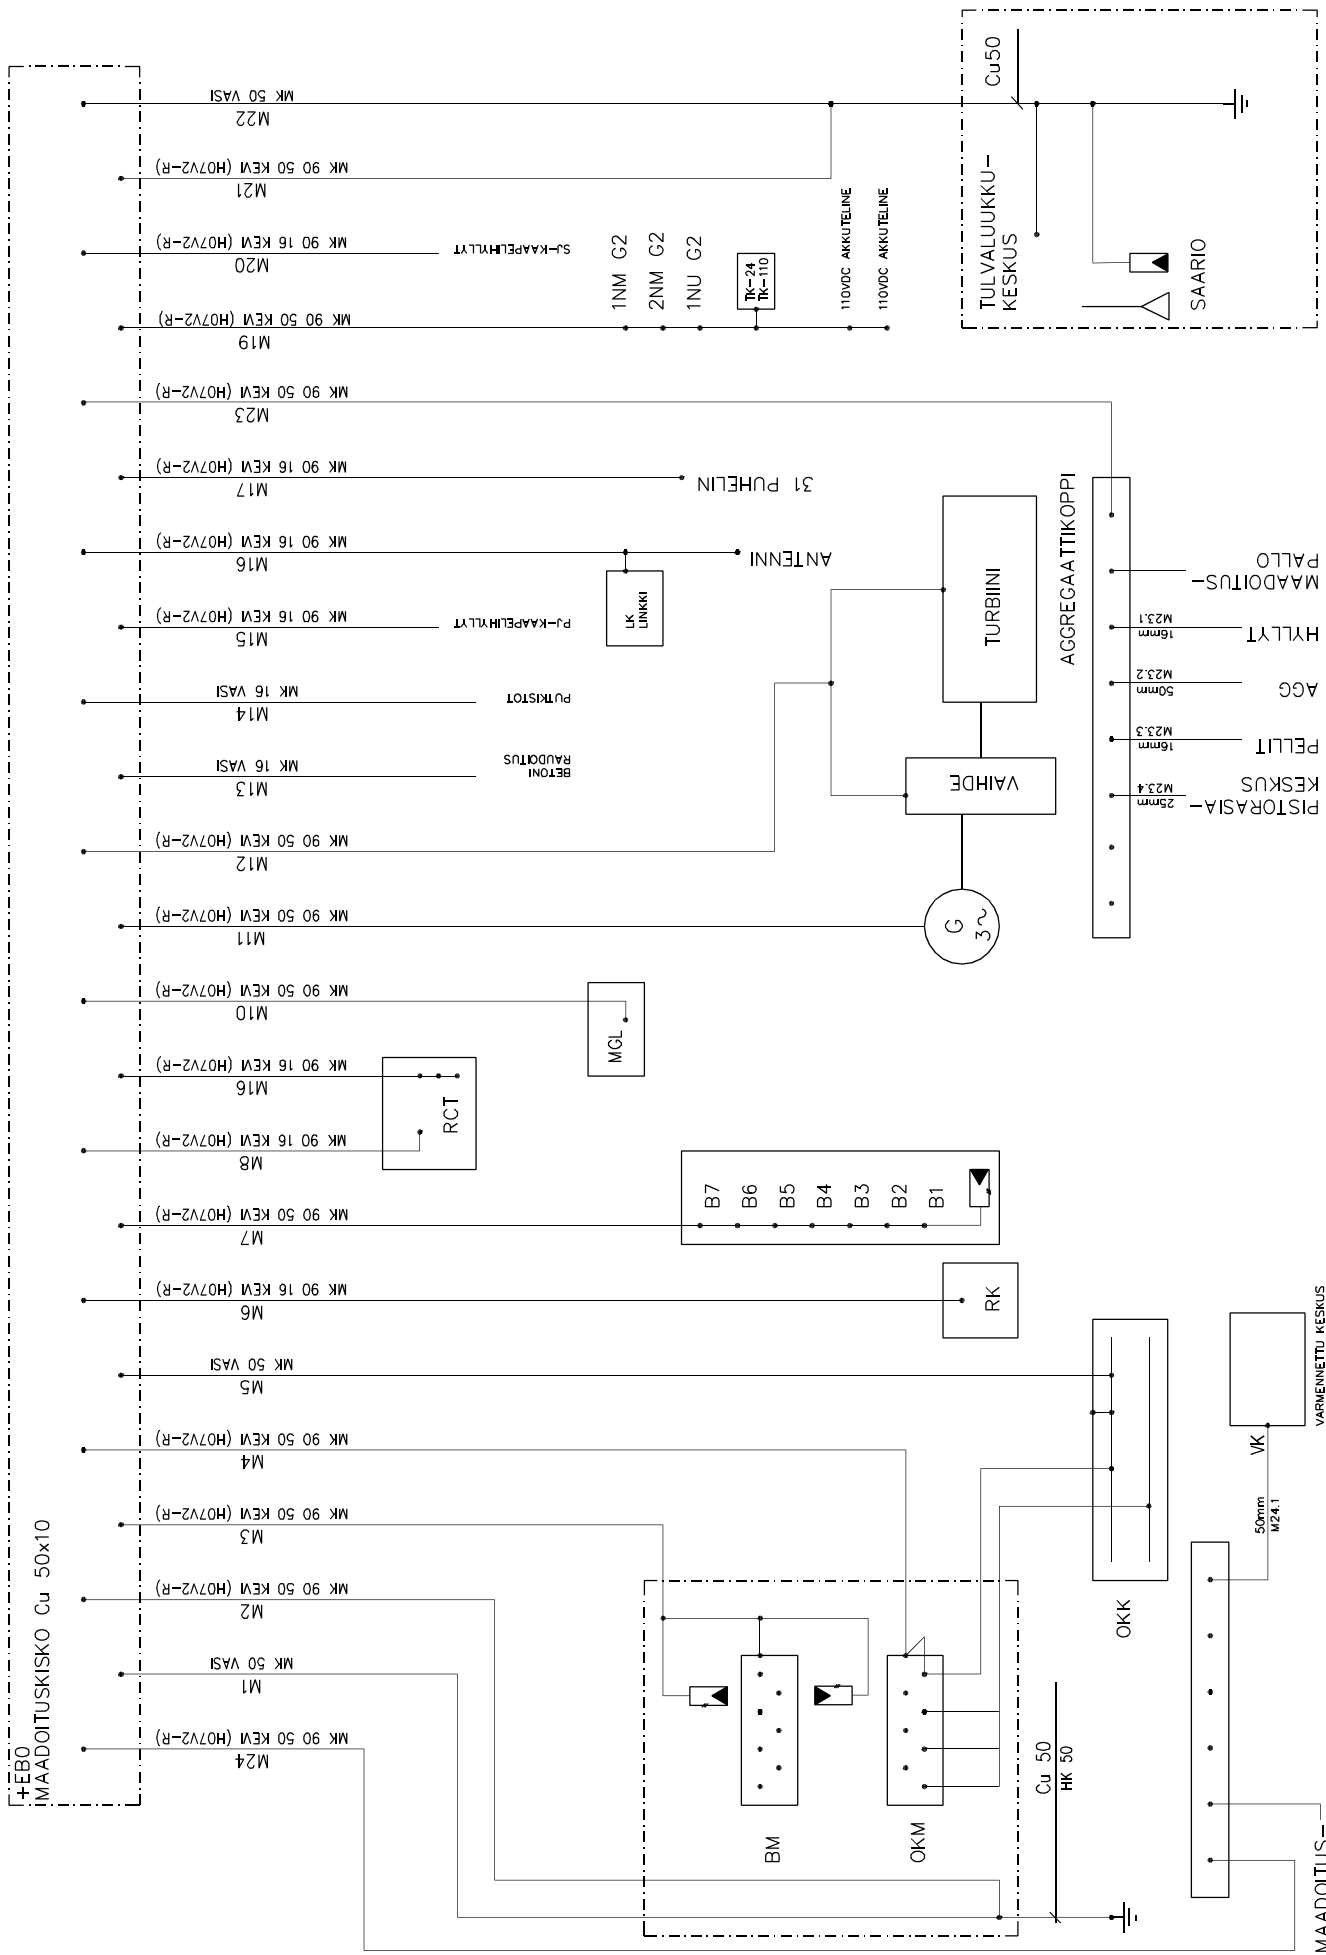 MK 50 VASI
M22
MK 90 50 KEVI (H07V2-R)
M21
MK 90 16 KEVI (H07V2-R)
M20
SJ-KAAPELIHYLLYT
MK 90 50 KEVI (H07V2-R)
M19
1NM G2
2NM G2
1NU G2
TK-24
TK-110
110VDC AKKUTELINE
110VDC AKKUTELINE
Cu50
TULVALUUKKU-
KESKUS
SAARIO
MK 90 50 KEVI (H07V2-R)
M23
MK 90 16 KEVI (H07V2-R)
M17
31 PUHELIN
MK 90 16 KEVI (H07V2-R)
M16
ANTENNI
LK
LINKKI
MK 90 16 KEVI (H07V2-R)
M15
PJ-KAAPELIHYLLYT
MK 16 VASI
M14
PUTKISTOT
MK 16 VASI
M13
BETONI
RAUDOITUS
MK 90 50 KEVI (H07V2-R)
M12
TURBIINI
VAIHDE
AGGREGAATTIKOPPI
MAADOITUS-
PALLO
M23.1
16mm
HYLLYT
M23.2
50mm
AGG
M23.3
16mm
PELLIT
M23.4
25mm
PISTORASIA-
KESKUS
MK 90 50 KEVI (H07V2-R)
M11
G
3~
MK 90 50 KEVI (H07V2-R)
M10
MGL
MK 90 16 KEVI (H07V2-R)
M16
RCT
MK 90 16 KEVI (H07V2-R)
M8
MK 90 50 KEVI (H07V2-R)
M7
B7
B6
B5
B4
B3
B2
B1
MK 90 16 KEVI (H07V2-R)
M6
RK
MK 50 VASI
M5
MK 90 50 KEVI (H07V2-R)
M4
MK 90 50 KEVI (H07V2-R)
M3
MK 90 50 KEVI (H07V2-R)
M2
MK 50 VASI
M1
MK 90 50 KEVI (H07V2-R)
M24
+EB0
MAADOITUSKISKO Cu 50x10
BM
OKM
OKK
Cu 50
HK 50
VK
50mm
M24.1
VARMENNETTU KESKUS
MAADOITUS-